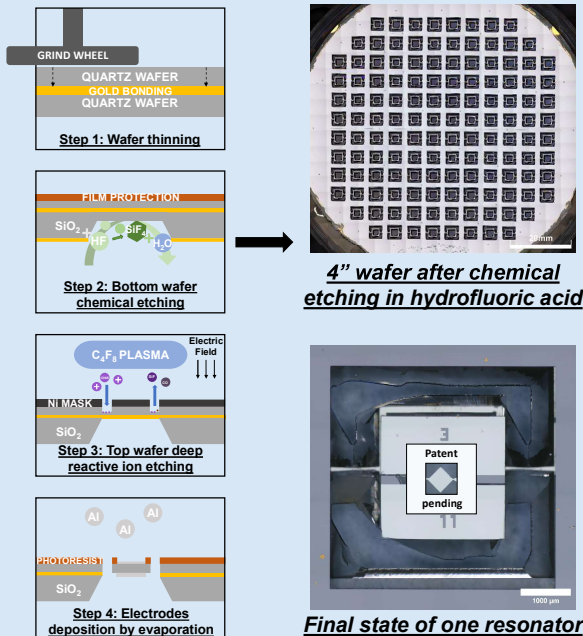 GRIND WHEEL
QUARTZ WAFER
GOLD BONDING
QUARTZ WAFER
Step 1: Wafer thinning
FILM PROTECTION
SiO₂
+
HF
SiF₄
H₂O
Step 2: Bottom wafer
chemical etching
4” wafer after chemical
etching in hydrofluoric acid
C₄F₈ PLASMA
Electric
Field
+
+
Ni MASK
SiO₂
Step 3: Top wafer deep
reactive ion etching
Al
Al
Al
PHOTORESIST
SiO₂
Step 4: Electrodes
deposition by evaporation
3
Patent
pending
11
1000 µm
Final state of one resonator